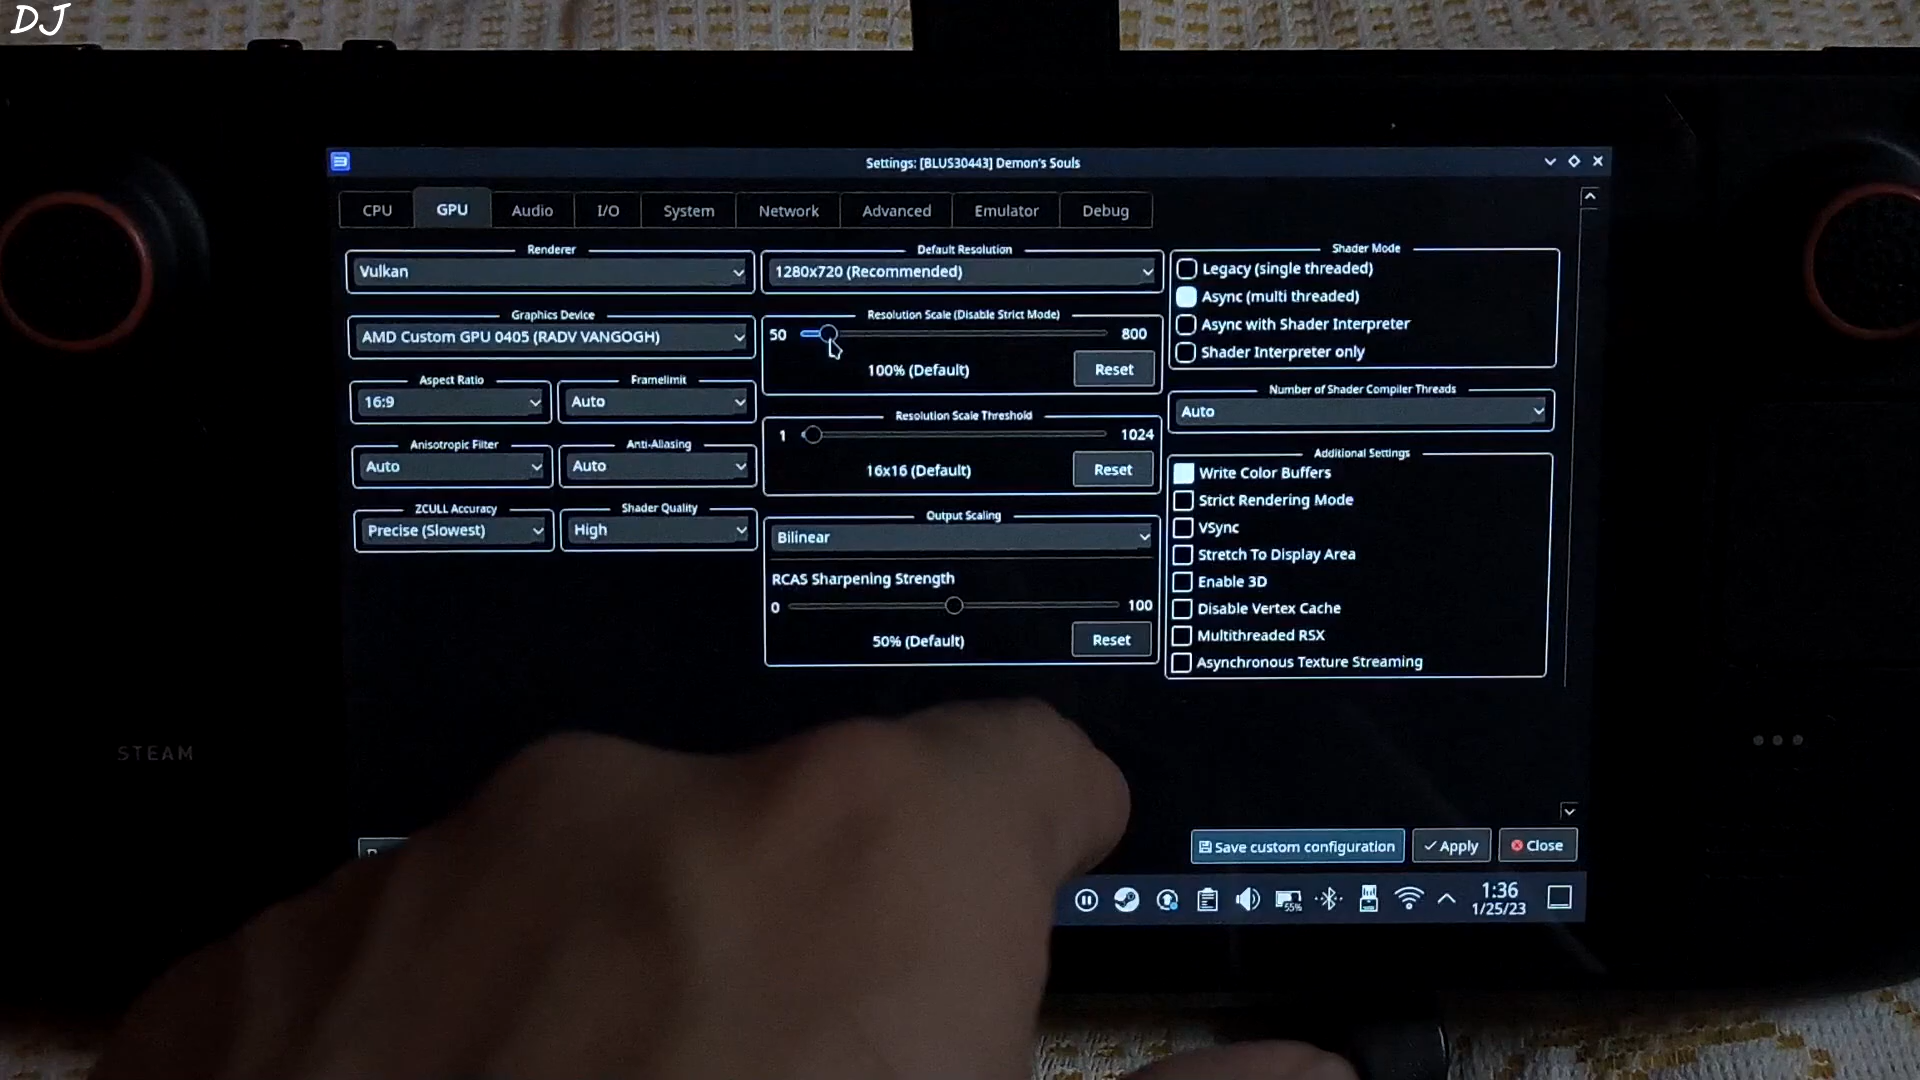 DJ
Settings: [BLUS30443] Demon's Souls
CPU
GPU
Audio
I/O
System
Network
Advanced
Emulator
Debug
Renderer
Vulkan
Graphics Device
AMD Custom GPU 0405 (RADV VANGOGH)
Aspect Ratio
16:9
Framelimit
Auto
Anisotropic Filter
Auto
Anti-Aliasing
Auto
ZCULL Accuracy
Precise (Slowest)
Shader Quality
High
Default Resolution
1280x720 (Recommended)
Resolution Scale (Disable Strict Mode)
50
800
100% (Default)
Reset
Resolution Scale Threshold
1
1024
16x16 (Default)
Reset
Output Scaling
Bilinear
RCAS Sharpening Strength
0
100
50% (Default)
Reset
Shader Mode
Legacy (single threaded)
Async (multi threaded)
Async with Shader Interpreter
Shader Interpreter only
Number of Shader Compiler Threads
Auto
Additional Settings
Write Color Buffers
Strict Rendering Mode
VSync
Stretch To Display Area
Enable 3D
Disable Vertex Cache
Multithreaded RSX
Asynchronous Texture Streaming
STEAM
Save custom configuration
Apply
Close
55%
1:36
1/25/23